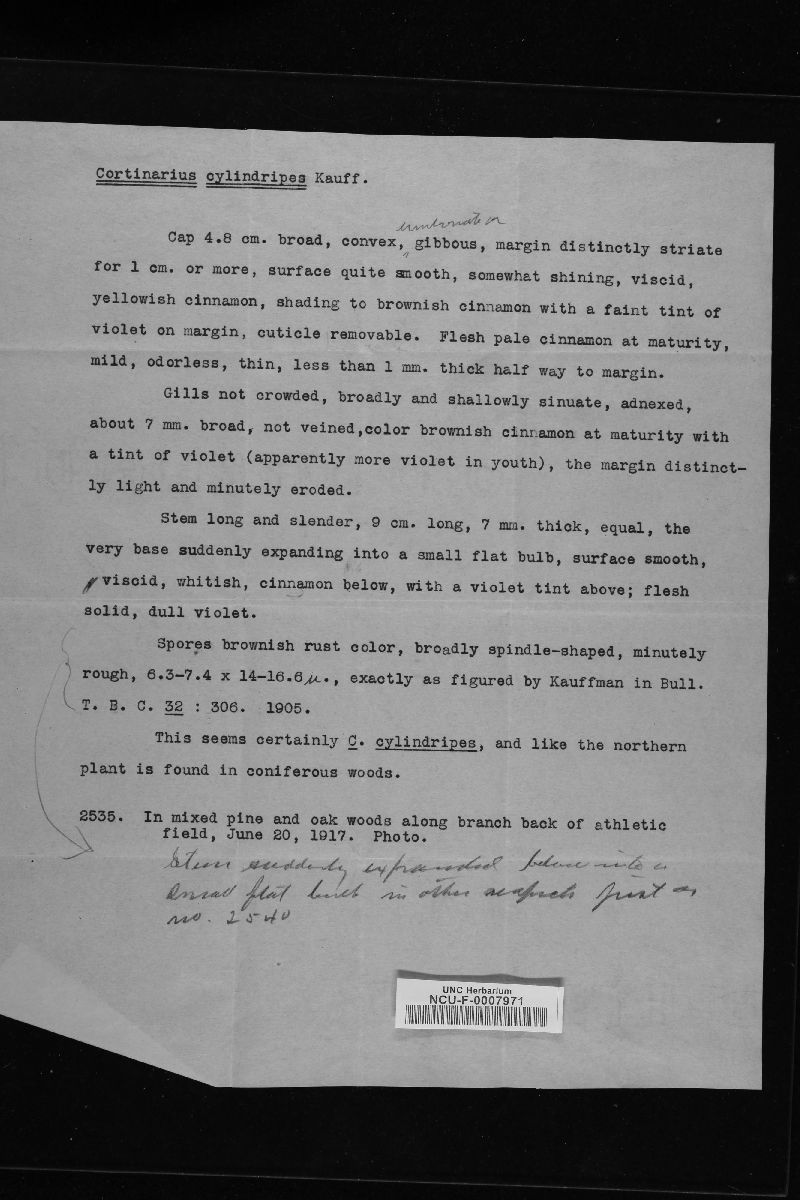 Cortinarius cylindripes Kauff.
umbonate or
Cap 4.8 cm. broad, convex, gibbous, margin distinctly striate
for 1 cm. or more, surface quite smooth, somewhat shining, viscid,
yellowish cinnamon, shading to brownish cinnamon with a faint tint of
violet on margin, cuticle removable. Flesh pale cinnamon at maturity,
mild, odorless, thin, less than 1 mm. thick half way to margin.
Gills not crowded, broadly and shallowly sinuate, adnexed,
about 7 mm. broad, not veined,color brownish cinnamon at maturity with
a tint of violet (apparently more violet in youth), the margin distinct-
ly light and minutely eroded.
Stem long and slender, 9 cm. long, 7 mm. thick, equal, the
very base suddenly expanding into a small flat bulb, surface smooth,
viscid, whitish, cinnamon below, with a violet tint above; flesh
solid, dull violet.
Spores brownish rust color, broadly spindle-shaped, minutely
rough, 6.3-7.4 x 14-16.6µ., exactly as figured by Kauffman in Bull.
T. B. C. 32 : 306. 1905.
This seems certainly C. cylindripes, and like the northern
plant is found in coniferous woods.
2535. In mixed pine and oak woods along branch back of athletic
field, June 20, 1917. Photo.
Stem suddenly expanded below into a
small flat bulb in other respects just as
no. 2540
UNC Herbarium
NCU-F-0007971